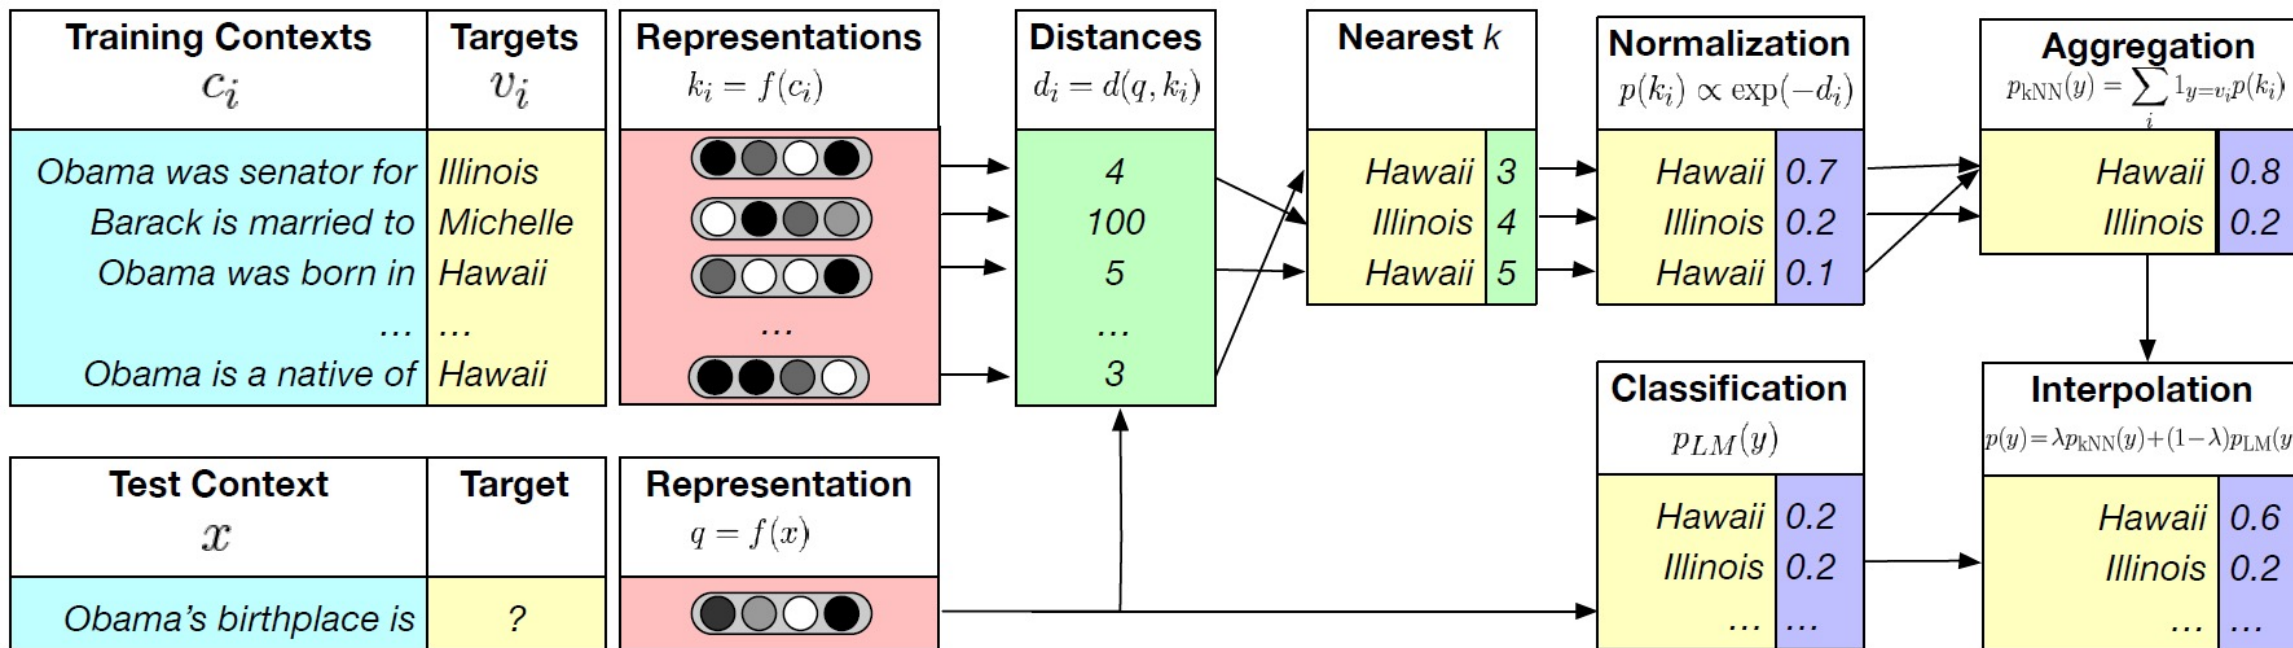 Training Contexts
c_i
Targets
v_i
Obama was senator for Illinois
Barack is married to Michelle
Obama was born in Hawaii
... ...
Obama is a native of Hawaii
Representations
k_i = f(c_i)
...
Distances
d_i = d(q, k_i)
4
100
5
...
3
Nearest k
Hawaii 3
Illinois 4
Hawaii 5
Normalization
p(k_i) ∝ exp(−d_i)
Hawaii 0.7
Illinois 0.2
Hawaii 0.1
Aggregation
p_kNN(y) = ∑_i 1_{y=v_i} p(k_i)
Hawaii 0.8
Illinois 0.2
Test Context
x
Target
Obama's birthplace is ?
Representation
q = f(x)
Classification
p_LM(y)
Hawaii 0.2
Illinois 0.2
... ...
Interpolation
p(y) = λp_kNN(y) + (1−λ)p_LM(y
Hawaii 0.6
Illinois 0.2
... ...